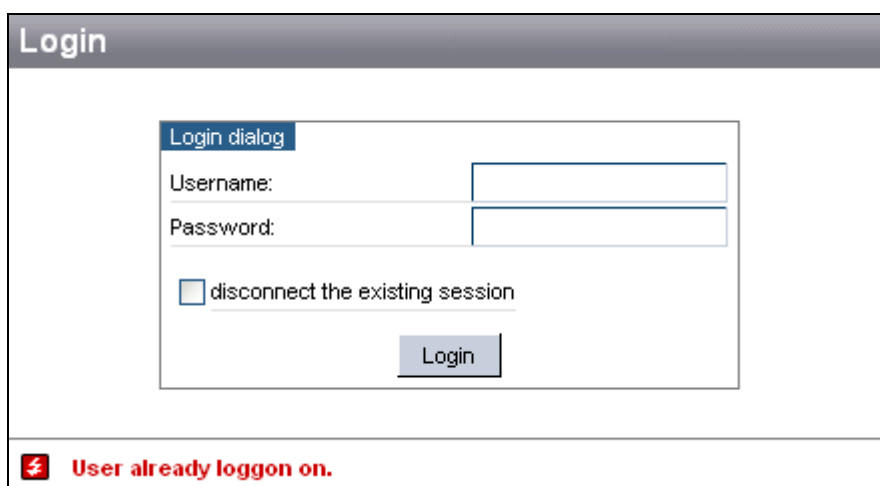 Login
Login dialog
Username:
Password:
disconnect the existing session
Login
User already loggon on.